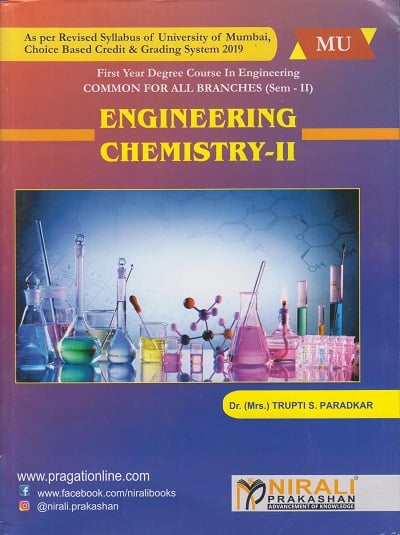 As per Revised Syllabus of University of Mumbai,
Choice Based Credit & Grading System 2019
MU
First Year Degree Course In Engineering
COMMON FOR ALL BRANCHES (Sem - II)
ENGINEERING
CHEMISTRY-II
Dr. (Mrs.) TRUPTI S. PARADKAR
www.pragationline.com
www.facebook.com/niralibooks
@nirali.prakashan
NIRALI
PRAKASHAN
ADVANCEMENT OF KNOWLEDGE